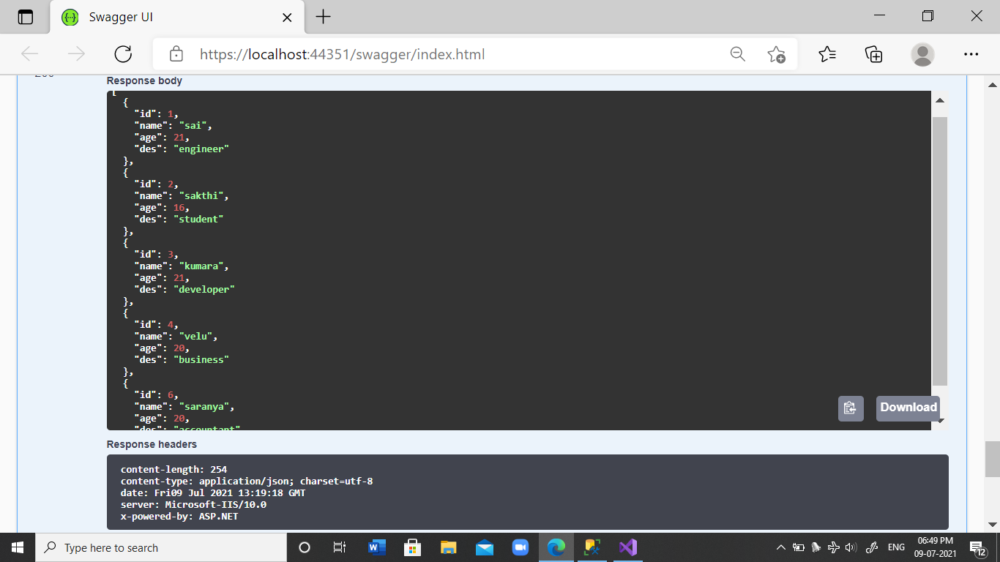 Swagger UI
https://localhost:44351/swagger/index.html
Response body
[
{
"id": 1,
"name": "sai",
"age": 21,
"des": "engineer"
},
{
"id": 2,
"name": "sakthi",
"age": 16,
"des": "student"
},
{
"id": 3,
"name": "kumara",
"age": 21,
"des": "developer"
},
{
"id": 4,
"name": "velu",
"age": 20,
"des": "business"
},
{
"id": 6,
"name": "saranya",
"age": 20,
"des": "accountant"
Download
Response headers
content-length: 254
content-type: application/json; charset=utf-8
date: Fri09 Jul 2021 13:19:18 GMT
server: Microsoft-IIS/10.0
x-powered-by: ASP.NET
Type here to search
ENG
06:49 PM
09-07-2021
12